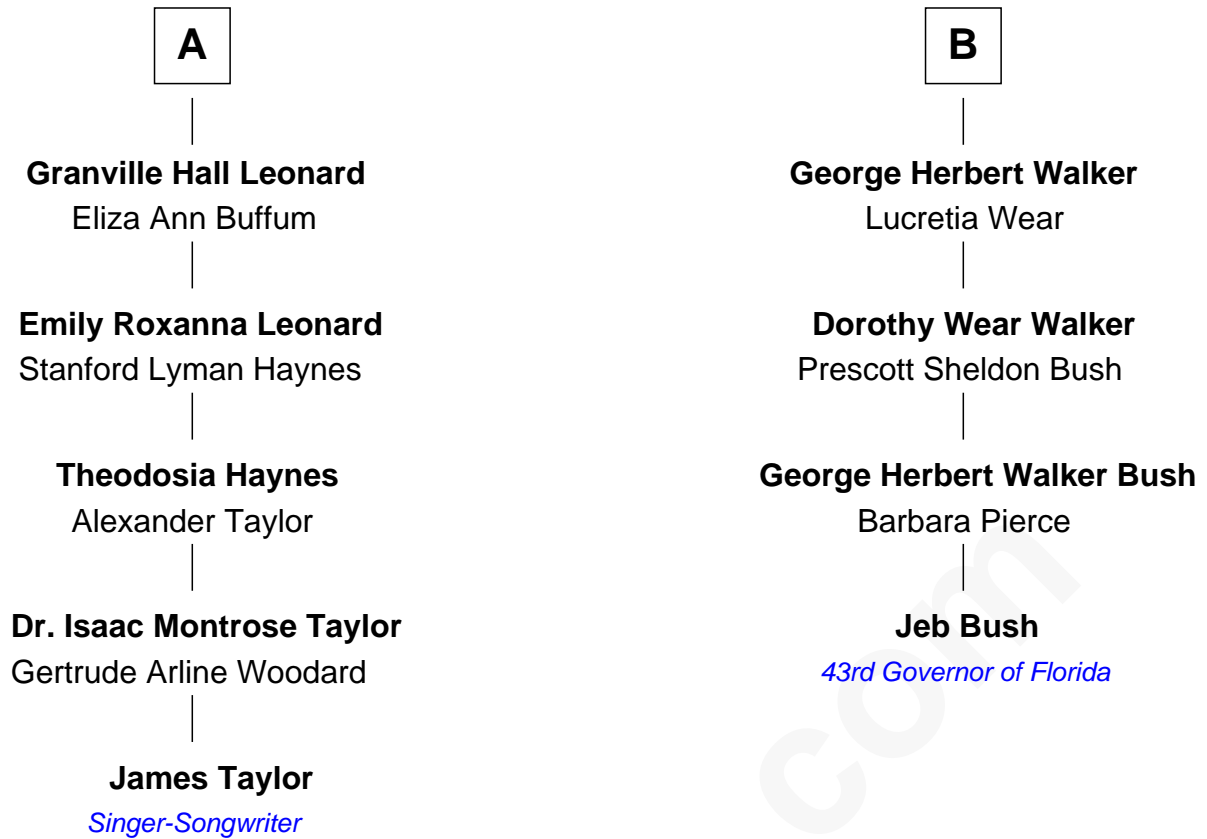 A
Granville Hall Leonard
Eliza Ann Buffum
Emily Roxanna Leonard
Stanford Lyman Haynes
Theodosia Haynes
Alexander Taylor
Dr. Isaac Montrose Taylor
Gertrude Arline Woodard
James Taylor
Singer-Songwriter
B
George Herbert Walker
Lucretia Wear
Dorothy Wear Walker
Prescott Sheldon Bush
George Herbert Walker Bush
Barbara Pierce
Jeb Bush
43rd Governor of Florida
com